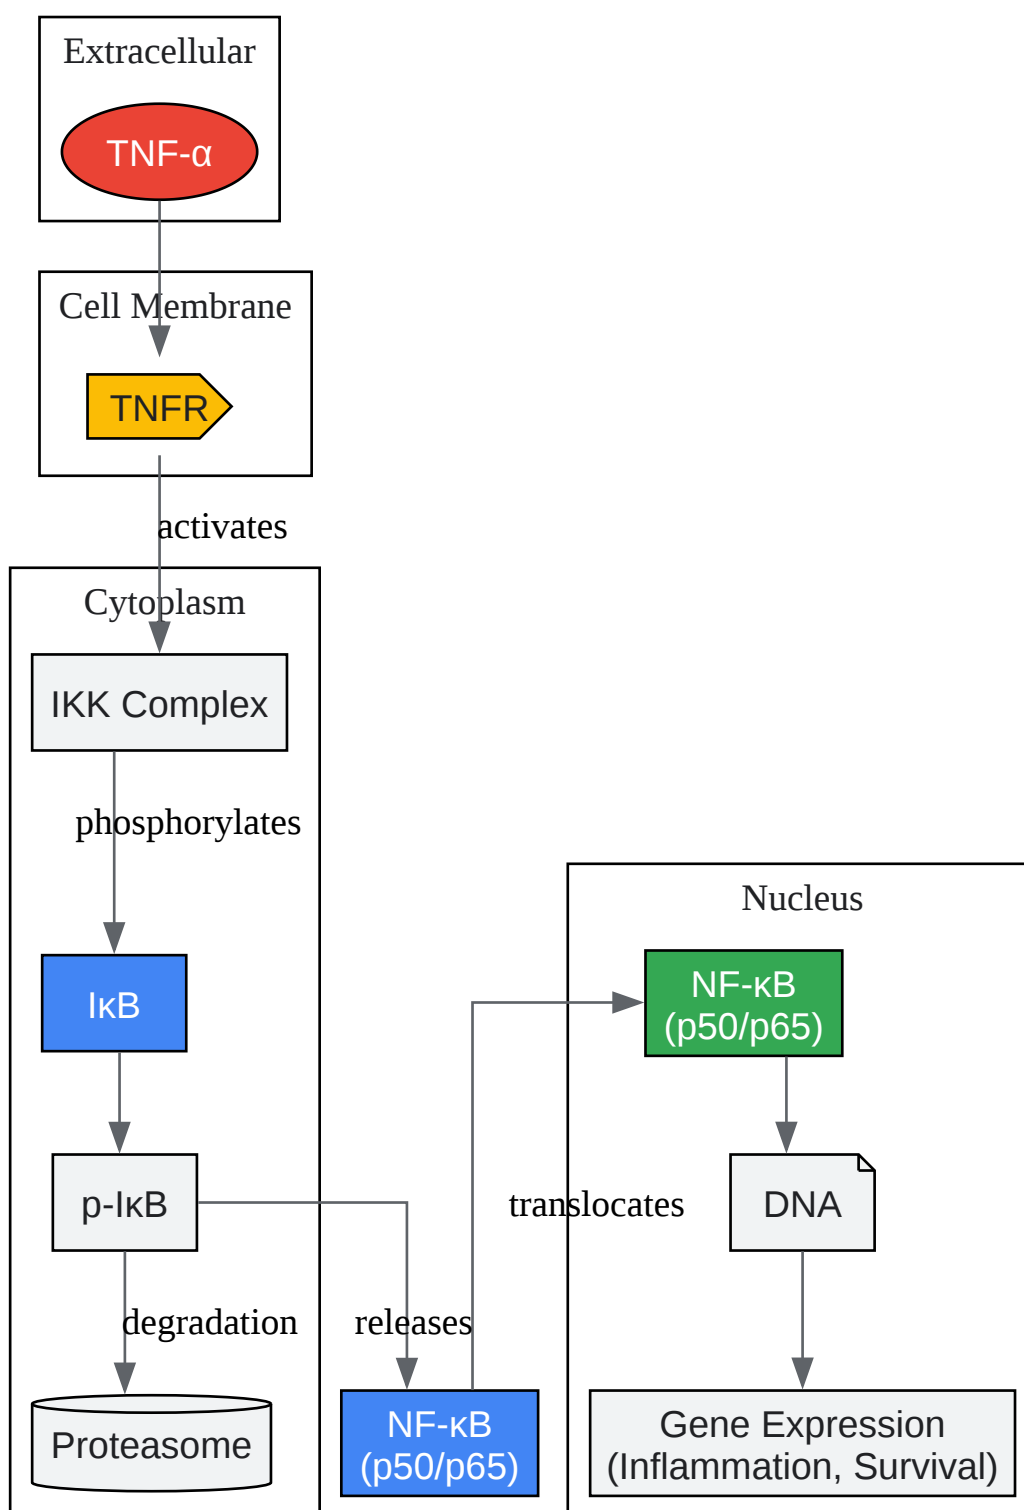 Extracellular
TNF-α
Cell Membrane
TNFR
activates
Cytoplasm
IKK Complex
phosphorylates
IκB
p-IκB
degradation
Proteasome
releases
NF-κB
(p50/p65)
translocates
Nucleus
NF-κB
(p50/p65)
DNA
Gene Expression
(Inflammation, Survival)